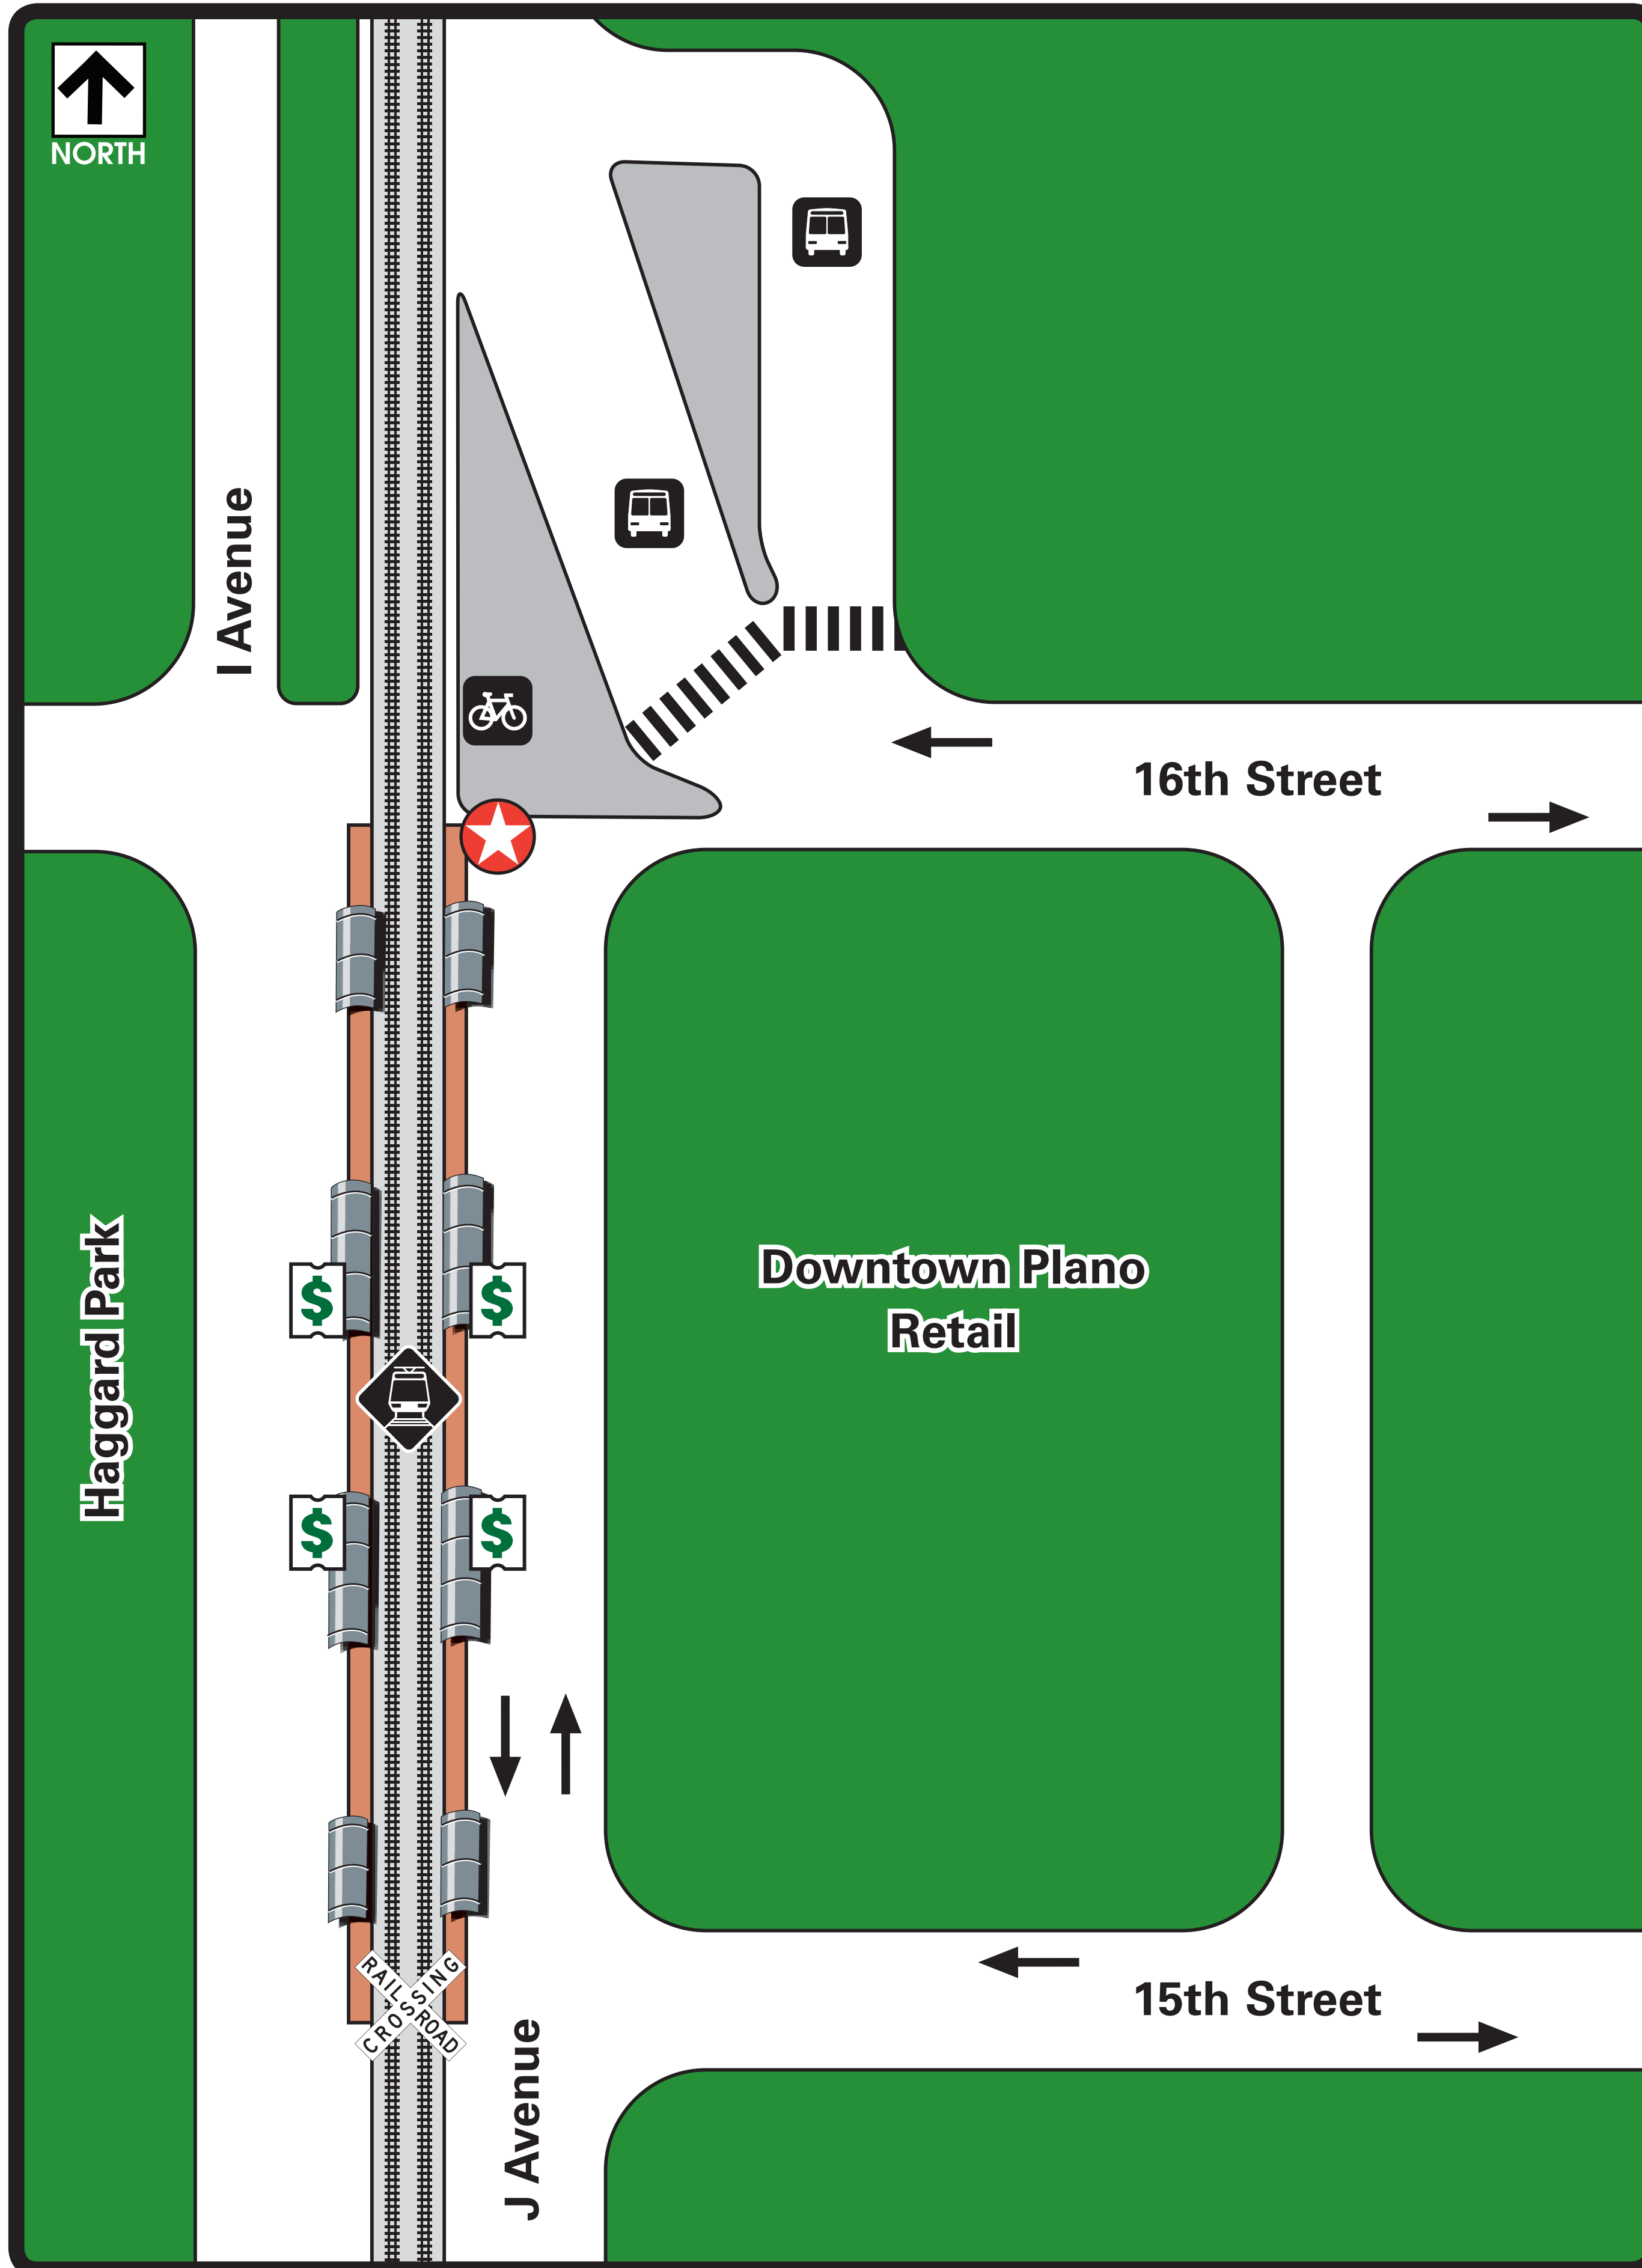 NORTH
I Avenue
16th Street
Haggard Park
Downtown Plano
Retail
$
$
$
$
RAILROAD
CROSSING
15th Street
J Avenue